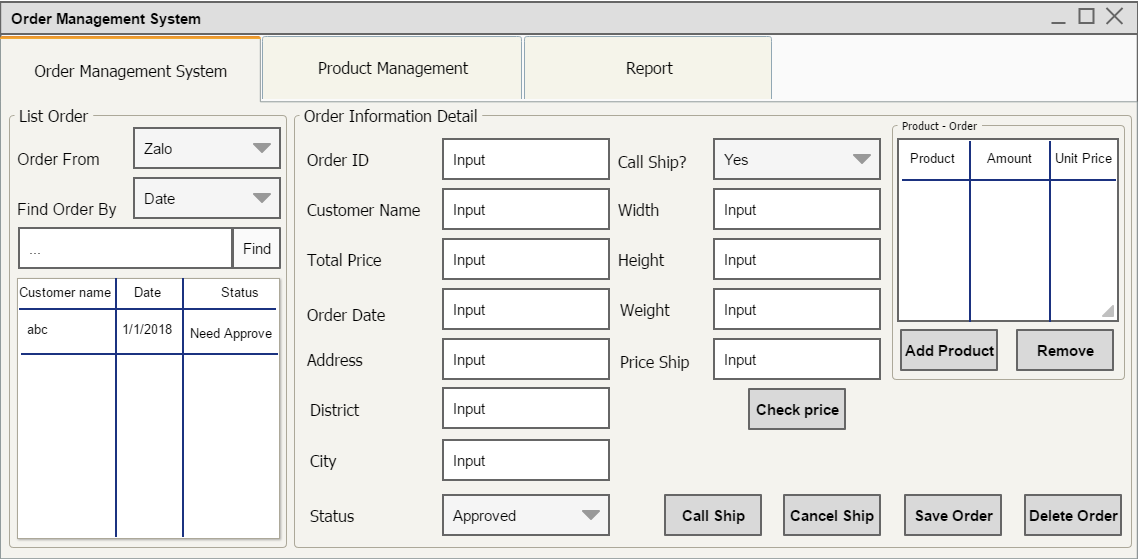 Order Management System
Order Management System
Product Management
Report
List Order
Order From
Zalo
Find Order By
Date
...
Find
Customer name
Date
Status
abc
1/1/2018
Need Approve
Order Information Detail
Order ID
Input
Customer Name
Input
Total Price
Input
Order Date
Input
Address
Input
District
Input
City
Input
Status
Approved
Call Ship?
Yes
Width
Input
Height
Input
Weight
Input
Price Ship
Input
Check price
Product - Order
Product
Amount
Unit Price
Add Product
Remove
Call Ship
Cancel Ship
Save Order
Delete Order